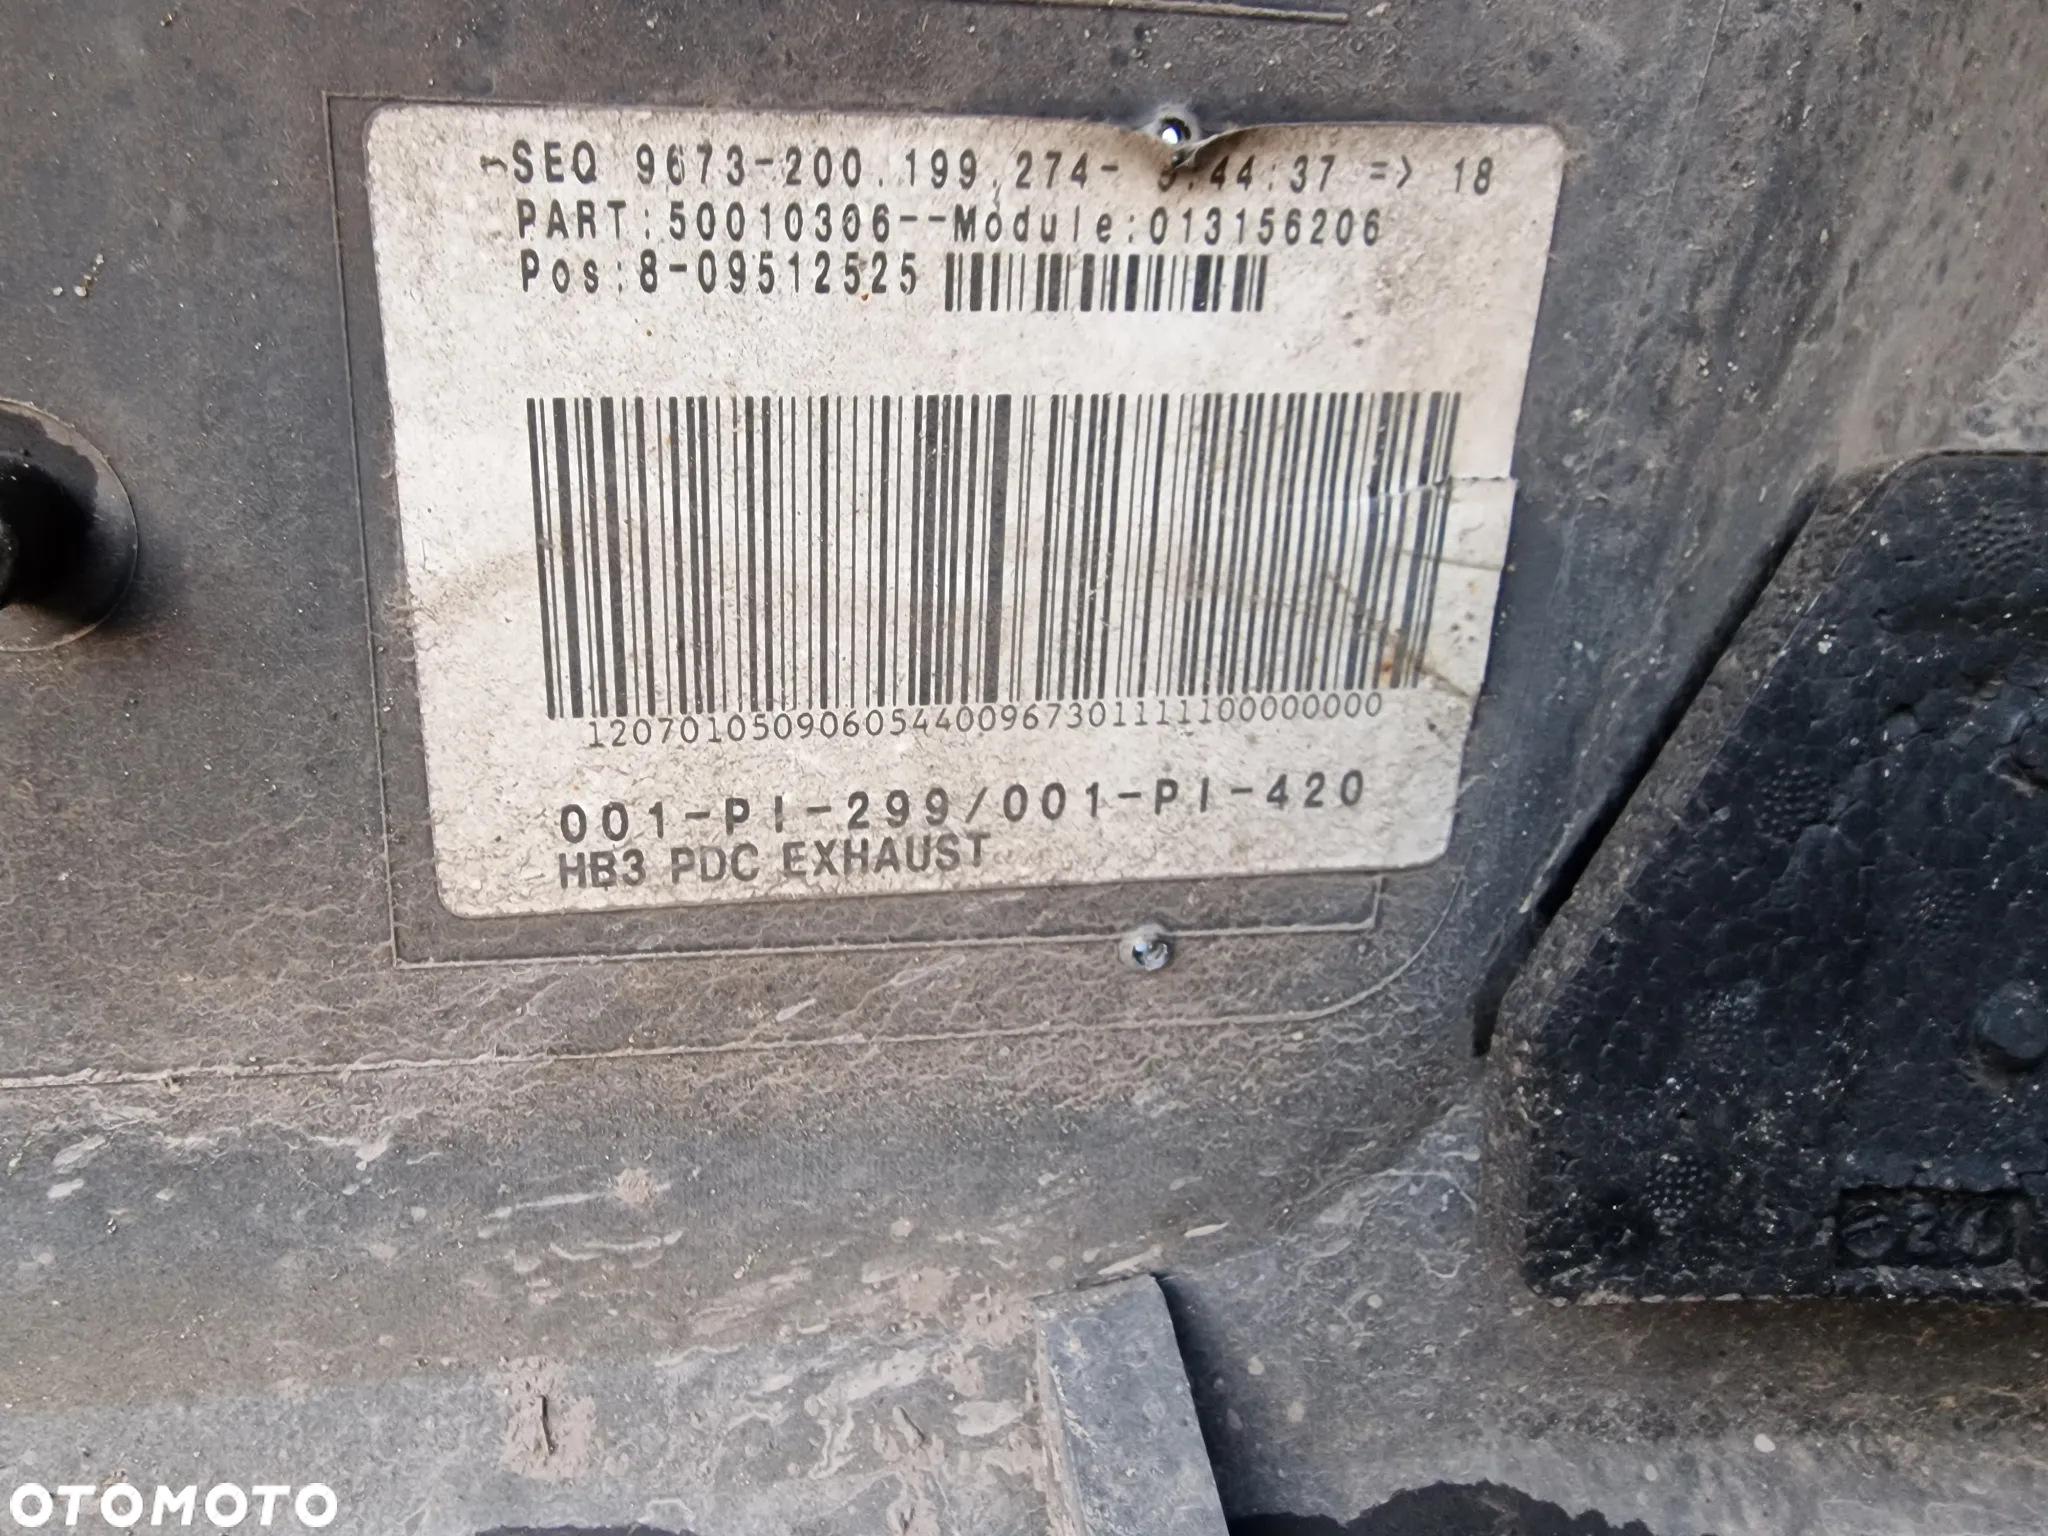 SEQ 9673-200.199.274- :44:37 => 18
PART:50010306--Module:013156206
Pos:8-09512525
12070105090605440096730111110000000
001-PI-299/001-PI-420
HB3 PDC EXHAUST
OTOMOTO